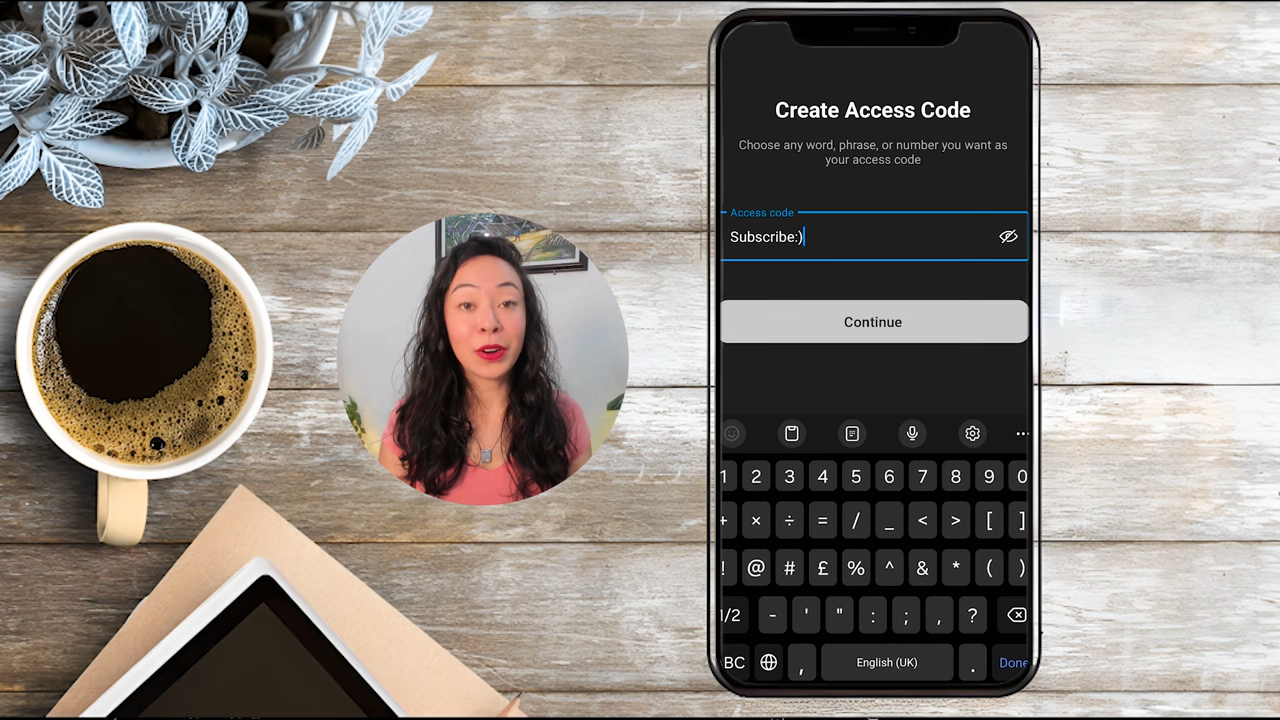 Create Access Code
Choose any word, phrase, or number you want as
your access code
Access code
Subscribe:)
Continue
1 2 3 4 5 6 7 8 9 0
+ × ÷ = / _ < > [ ]
! @ # £ % ^ & * ( )
1/2 - ' " : ; , ?
BC , English (UK) . Done